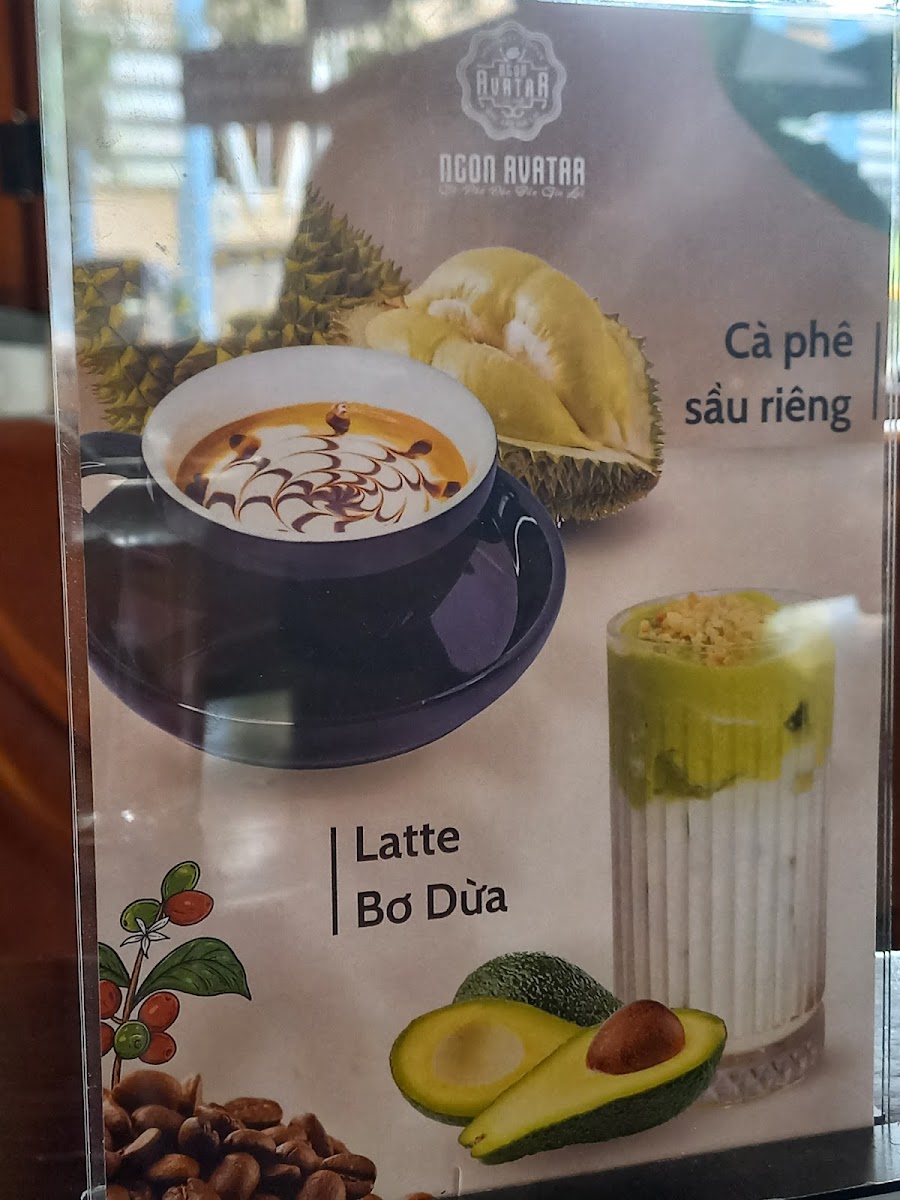 NGON
AVATAR
NGON AVATAR
Cà phê
sầu riêng
Latte
Bơ Dừa